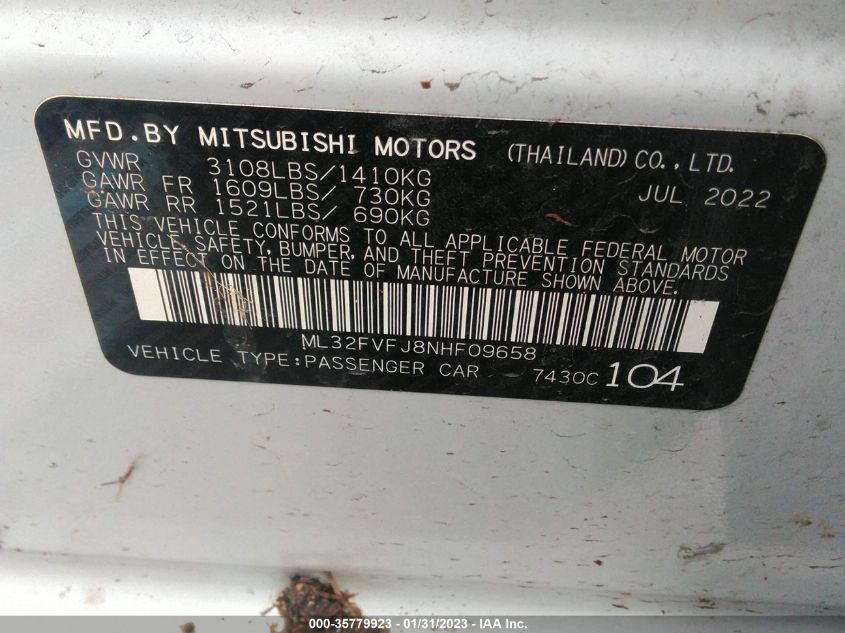 MFD.BY MITSUBISHI MOTORS (THAILAND) CO.,LTD.
GVWR 3108LBS/1410KG JUL 2022
GAWR FR 1609LBS/ 730KG
GAWR RR 1521LBS/ 690KG
THIS VEHICLE CONFORMS TO ALL APPLICABLE FEDERAL MOTOR
VEHICLE SAFETY, BUMPER, AND THEFT PREVENTION STANDARDS
IN EFFECT ON THE DATE OF MANUFACTURE SHOWN ABOVE.
ML32FVFJ8NHF09658
VEHICLE TYPE:PASSENGER CAR 7430C 104
000-35779923 - 01/31/2023 - IAA Inc.